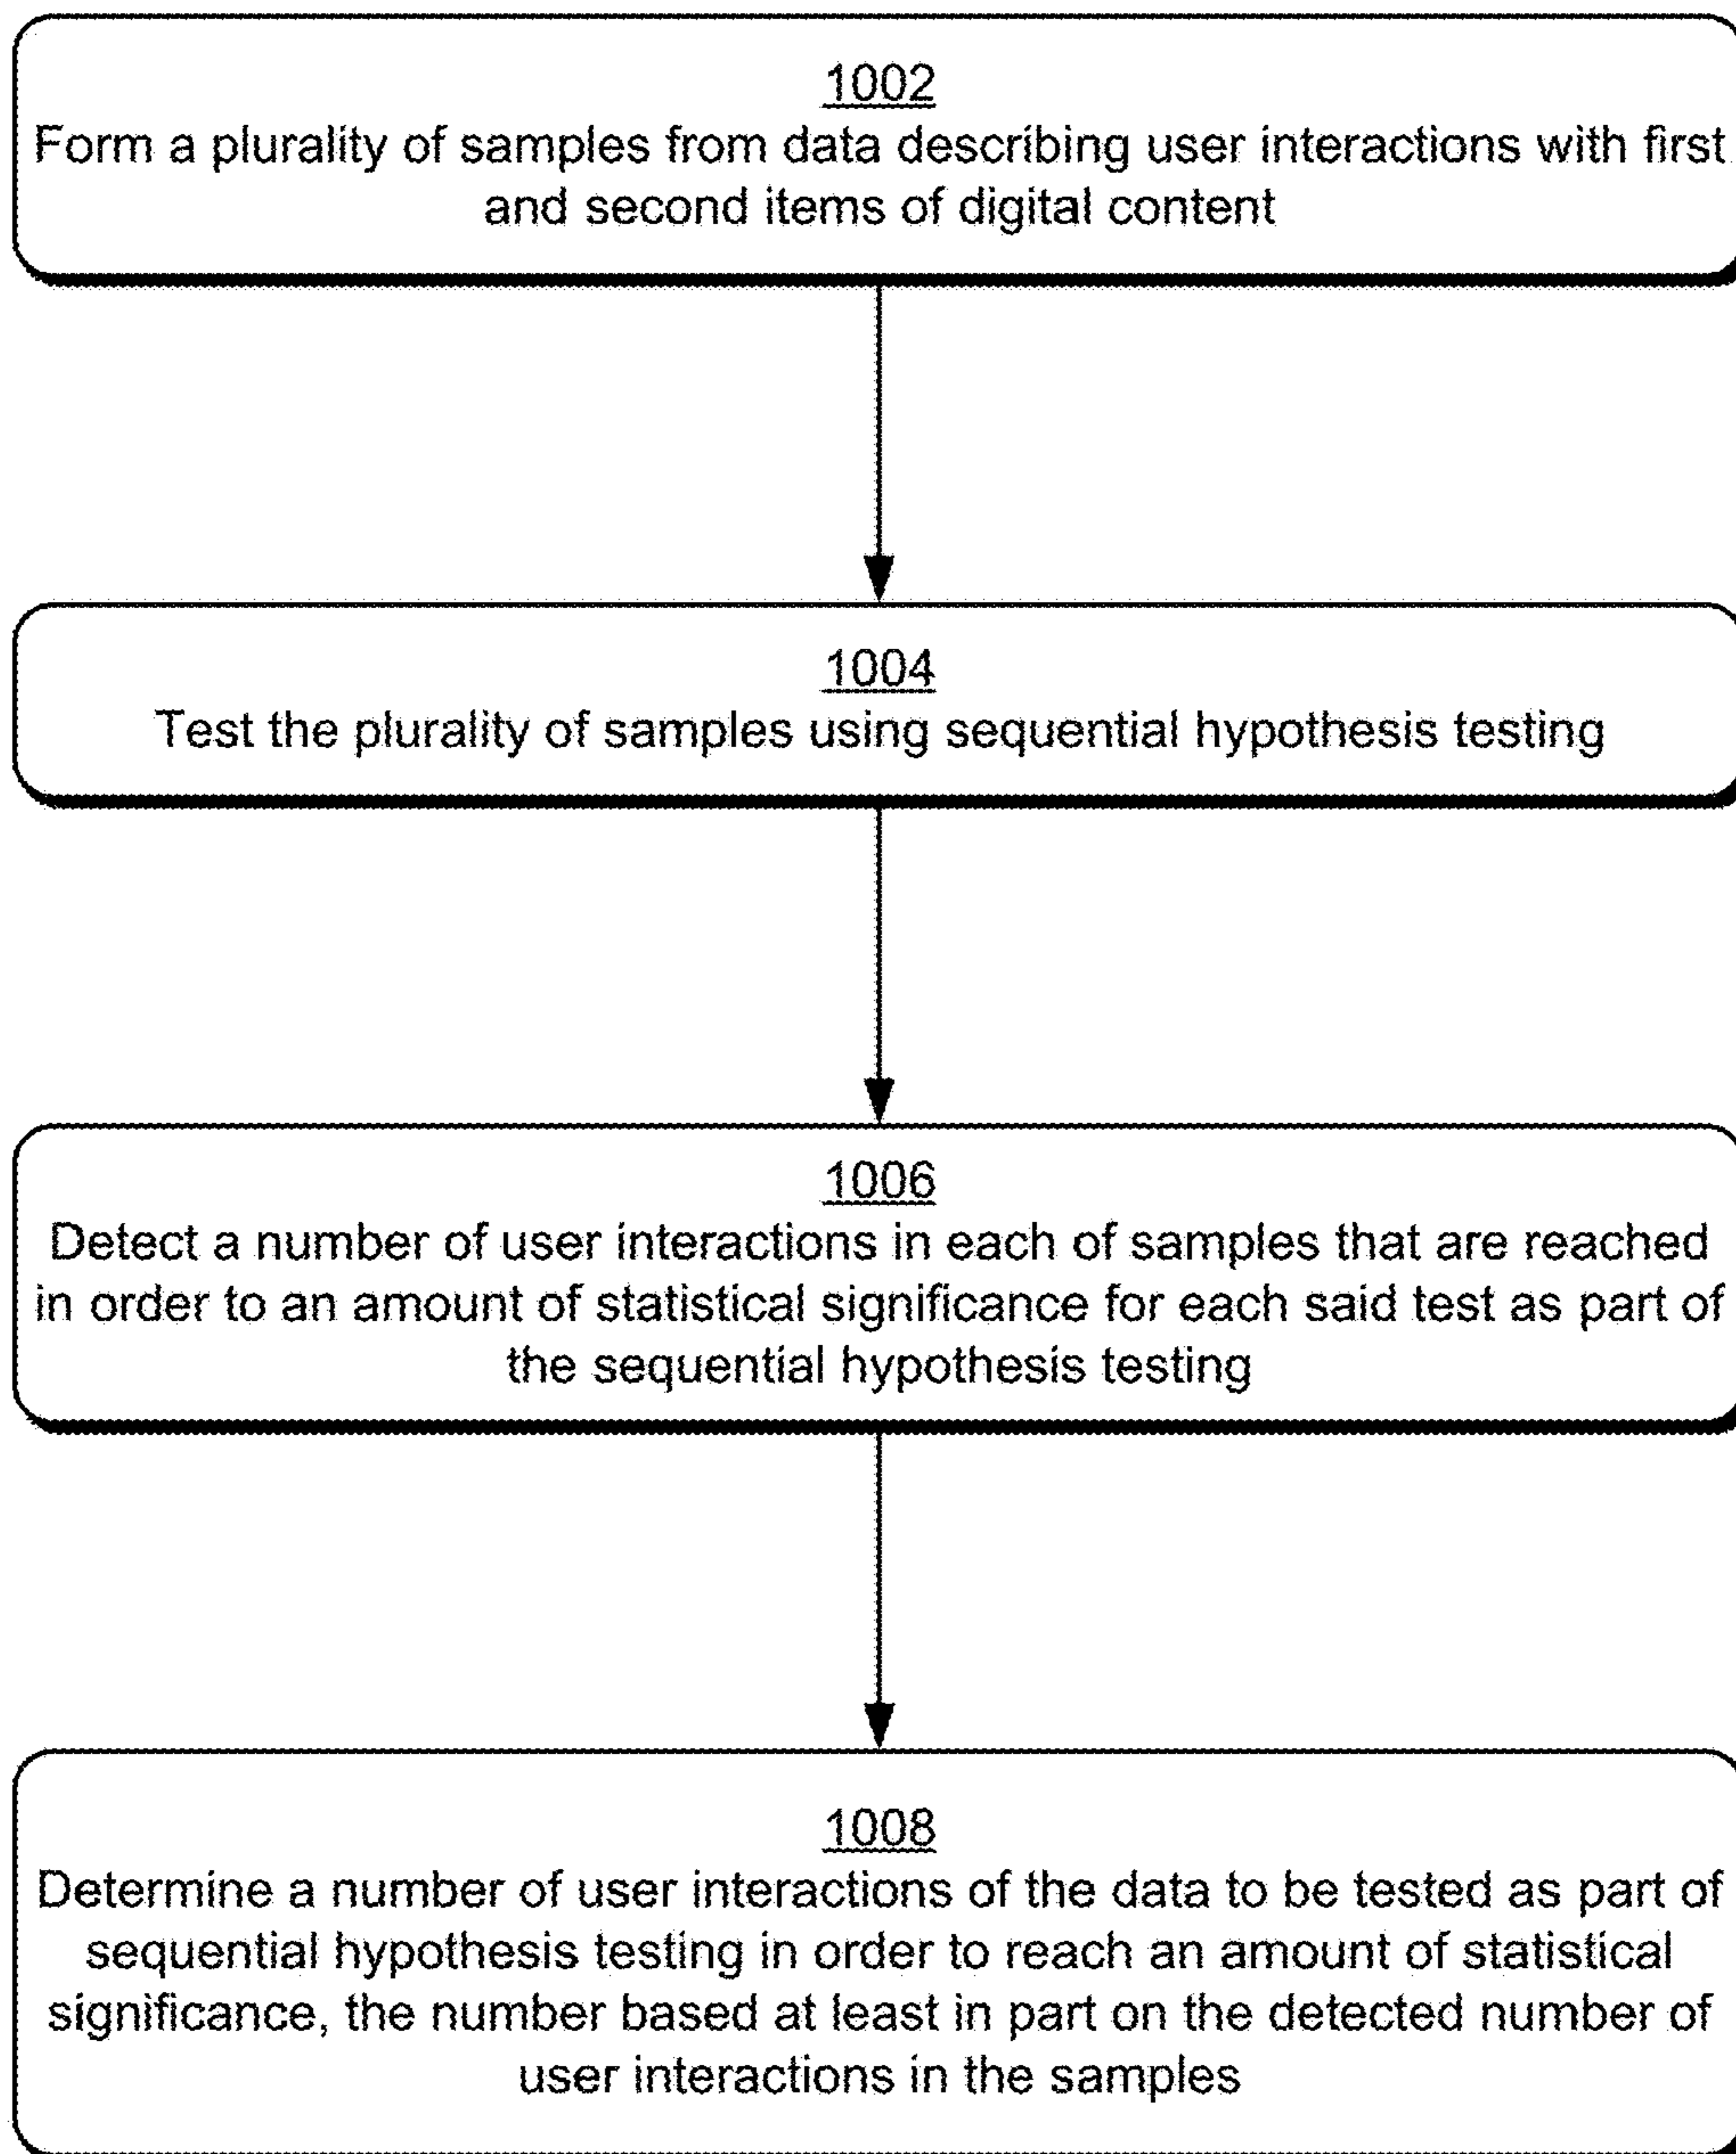 1002
Form a plurality of samples from data describing user interactions with first
and second items of digital content
1004
Test the plurality of samples using sequential hypothesis testing
1006
Detect a number of user interactions in each of samples that are reached
in order to an amount of statistical significance for each said test as part of
the sequential hypothesis testing
1008
Determine a number of user interactions of the data to be tested as part of
sequential hypothesis testing in order to reach an amount of statistical
significance, the number based at least in part on the detected number of
user interactions in the samples